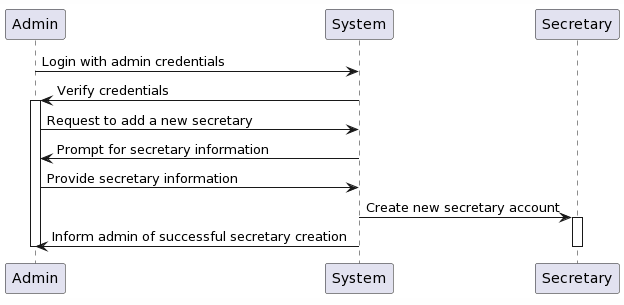 Admin System Secretary
Login with admin credentials
Verify credentials
Request to add a new secretary
Prompt for secretary information
Provide secretary information
Create new secretary account
Inform admin of successful secretary creation
Admin System Secretary